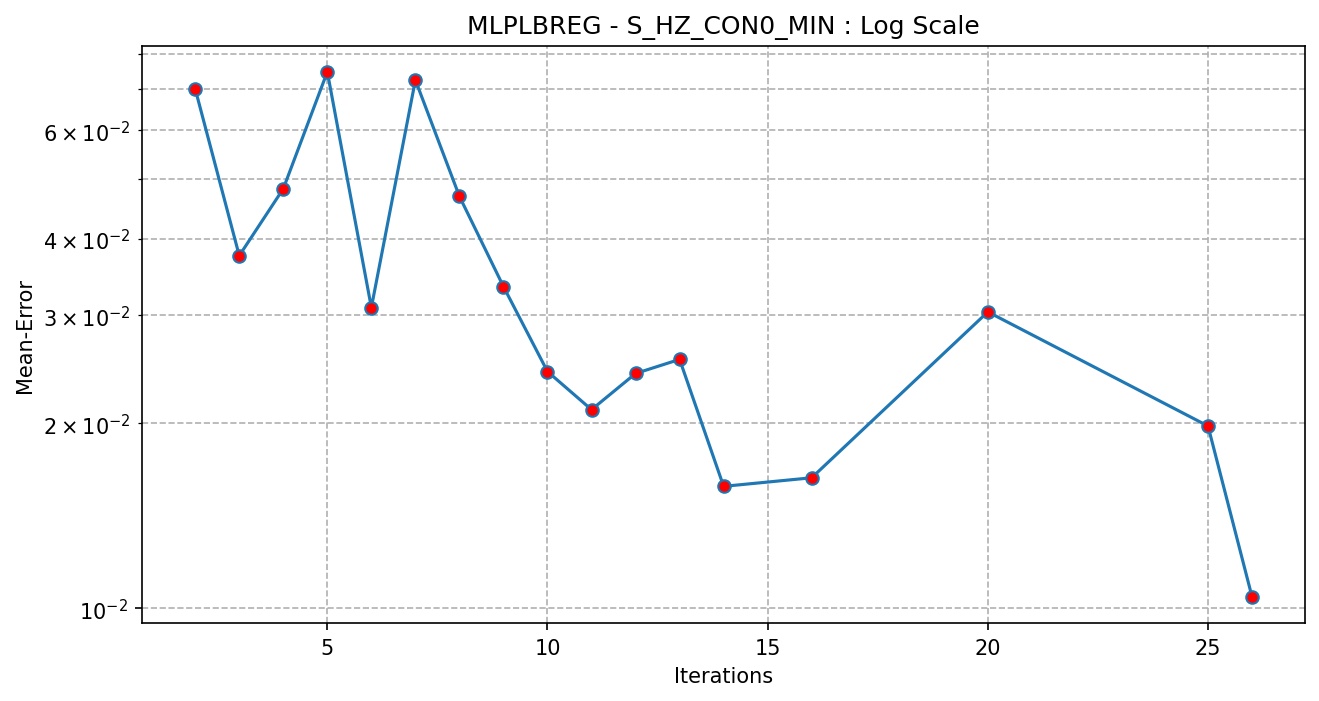 MLPLBREG - S_HZ_CON0_MIN : Log Scale
Mean-Error
6 × 10⁻²
4 × 10⁻²
3 × 10⁻²
2 × 10⁻²
10⁻²
5 10 15 20 25
Iterations